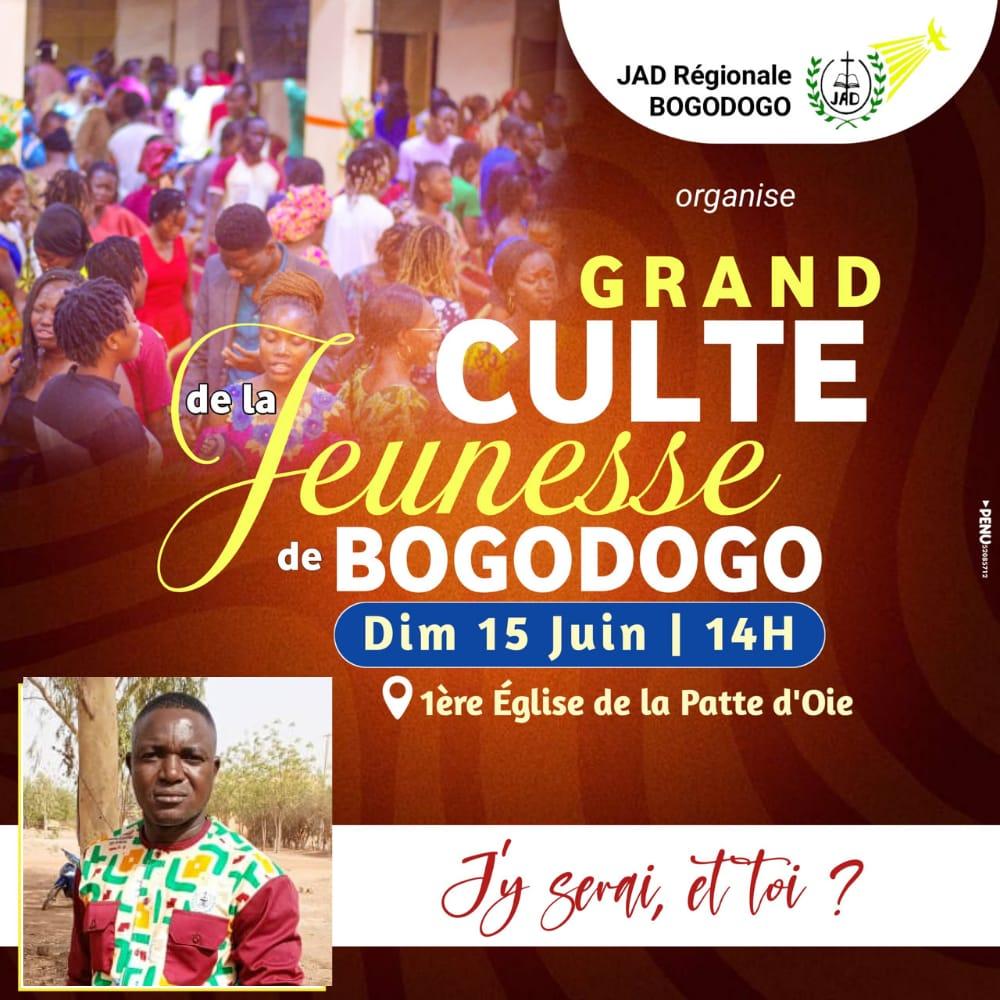 JAD Régionale
BOGODOGO
JAD
organise
GRAND
CULTE
de la
Jeunesse
de BOGODOGO
Dim 15 Juin | 14H
1ère Église de la Patte d'Oie
J'y serai, et toi ?
PENU